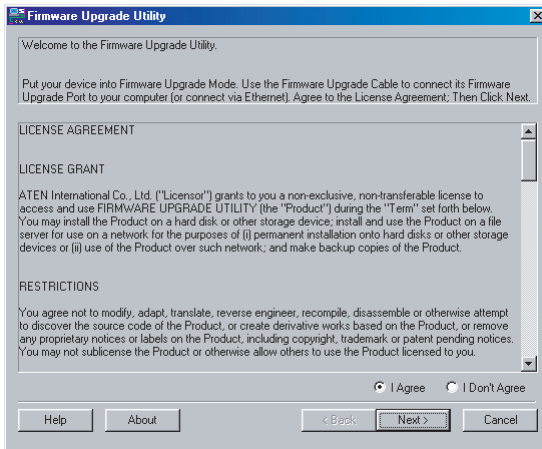 Firmware Upgrade Utility
Welcome to the Firmware Upgrade Utility.
Put your device into Firmware Upgrade Mode. Use the Firmware Upgrade Cable to connect its Firmware
Upgrade Port to your computer (or connect via Ethernet). Agree to the License Agreement; Then Click Next.
LICENSE AGREEMENT
LICENSE GRANT
ATEN International Co., Ltd. ("Licensor") grants to you a non-exclusive, non-transferable license to
access and use FIRMWARE UPGRADE UTILITY (the "Product") during the "Term" set forth below.
You may install the Product on a hard disk or other storage device; install and use the Product on a file
server for use on a network for the purposes of (i) permanent installation onto hard disks or other storage
devices or (ii) use of the Product over such network; and make backup copies of the Product.
RESTRICTIONS
You agree not to modify, adapt, translate, reverse engineer, recompile, disassemble or otherwise attempt
to discover the source code of the Product, or create derivative works based on the Product, or remove
any proprietary notices or labels on the Product, including copyright, trademark or patent pending notices.
You may not sublicense the Product or otherwise allow others to use the Product licensed to you.
I Agree I Don't Agree
Help About < Back Next > Cancel